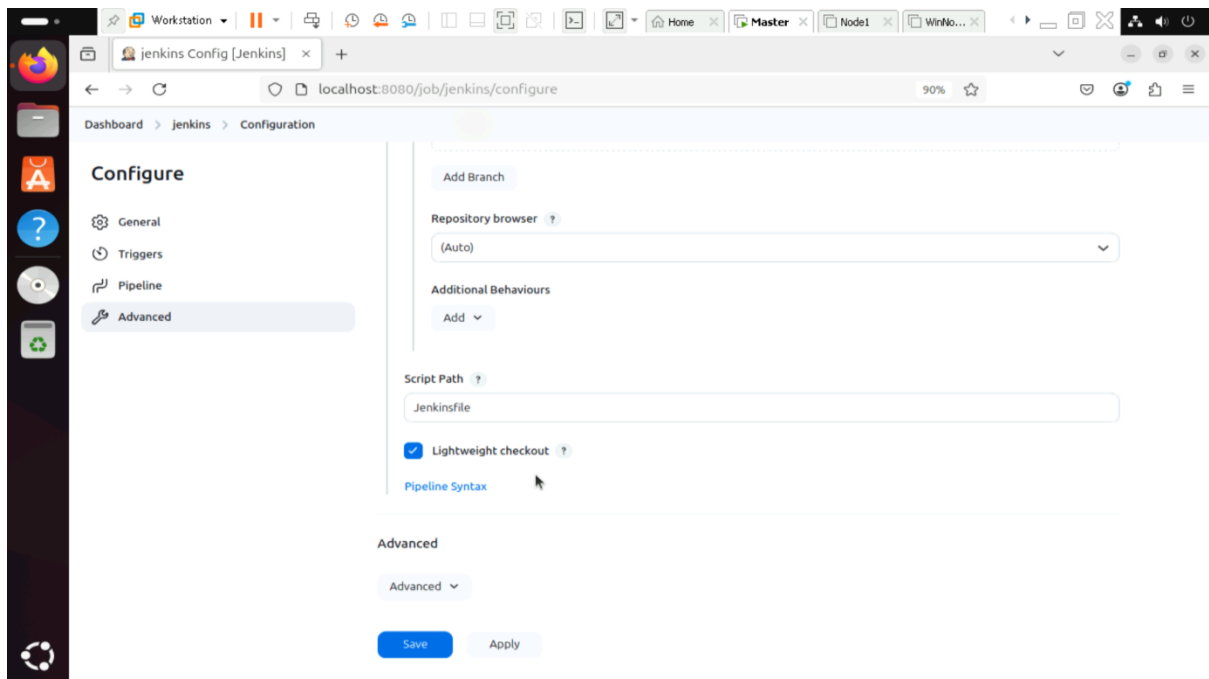 Workstation
Home
Master
Node1
WinNo...
jenkins Config [Jenkins]
localhost:8080/job/jenkins/configure
90%
Dashboard > jenkins > Configuration
Configure
General
Triggers
Pipeline
Advanced
Add Branch
Repository browser ?
(Auto)
Additional Behaviours
Add
Script Path ?
Jenkinsfile
Lightweight checkout ?
Pipeline Syntax
Advanced
Advanced
Save Apply